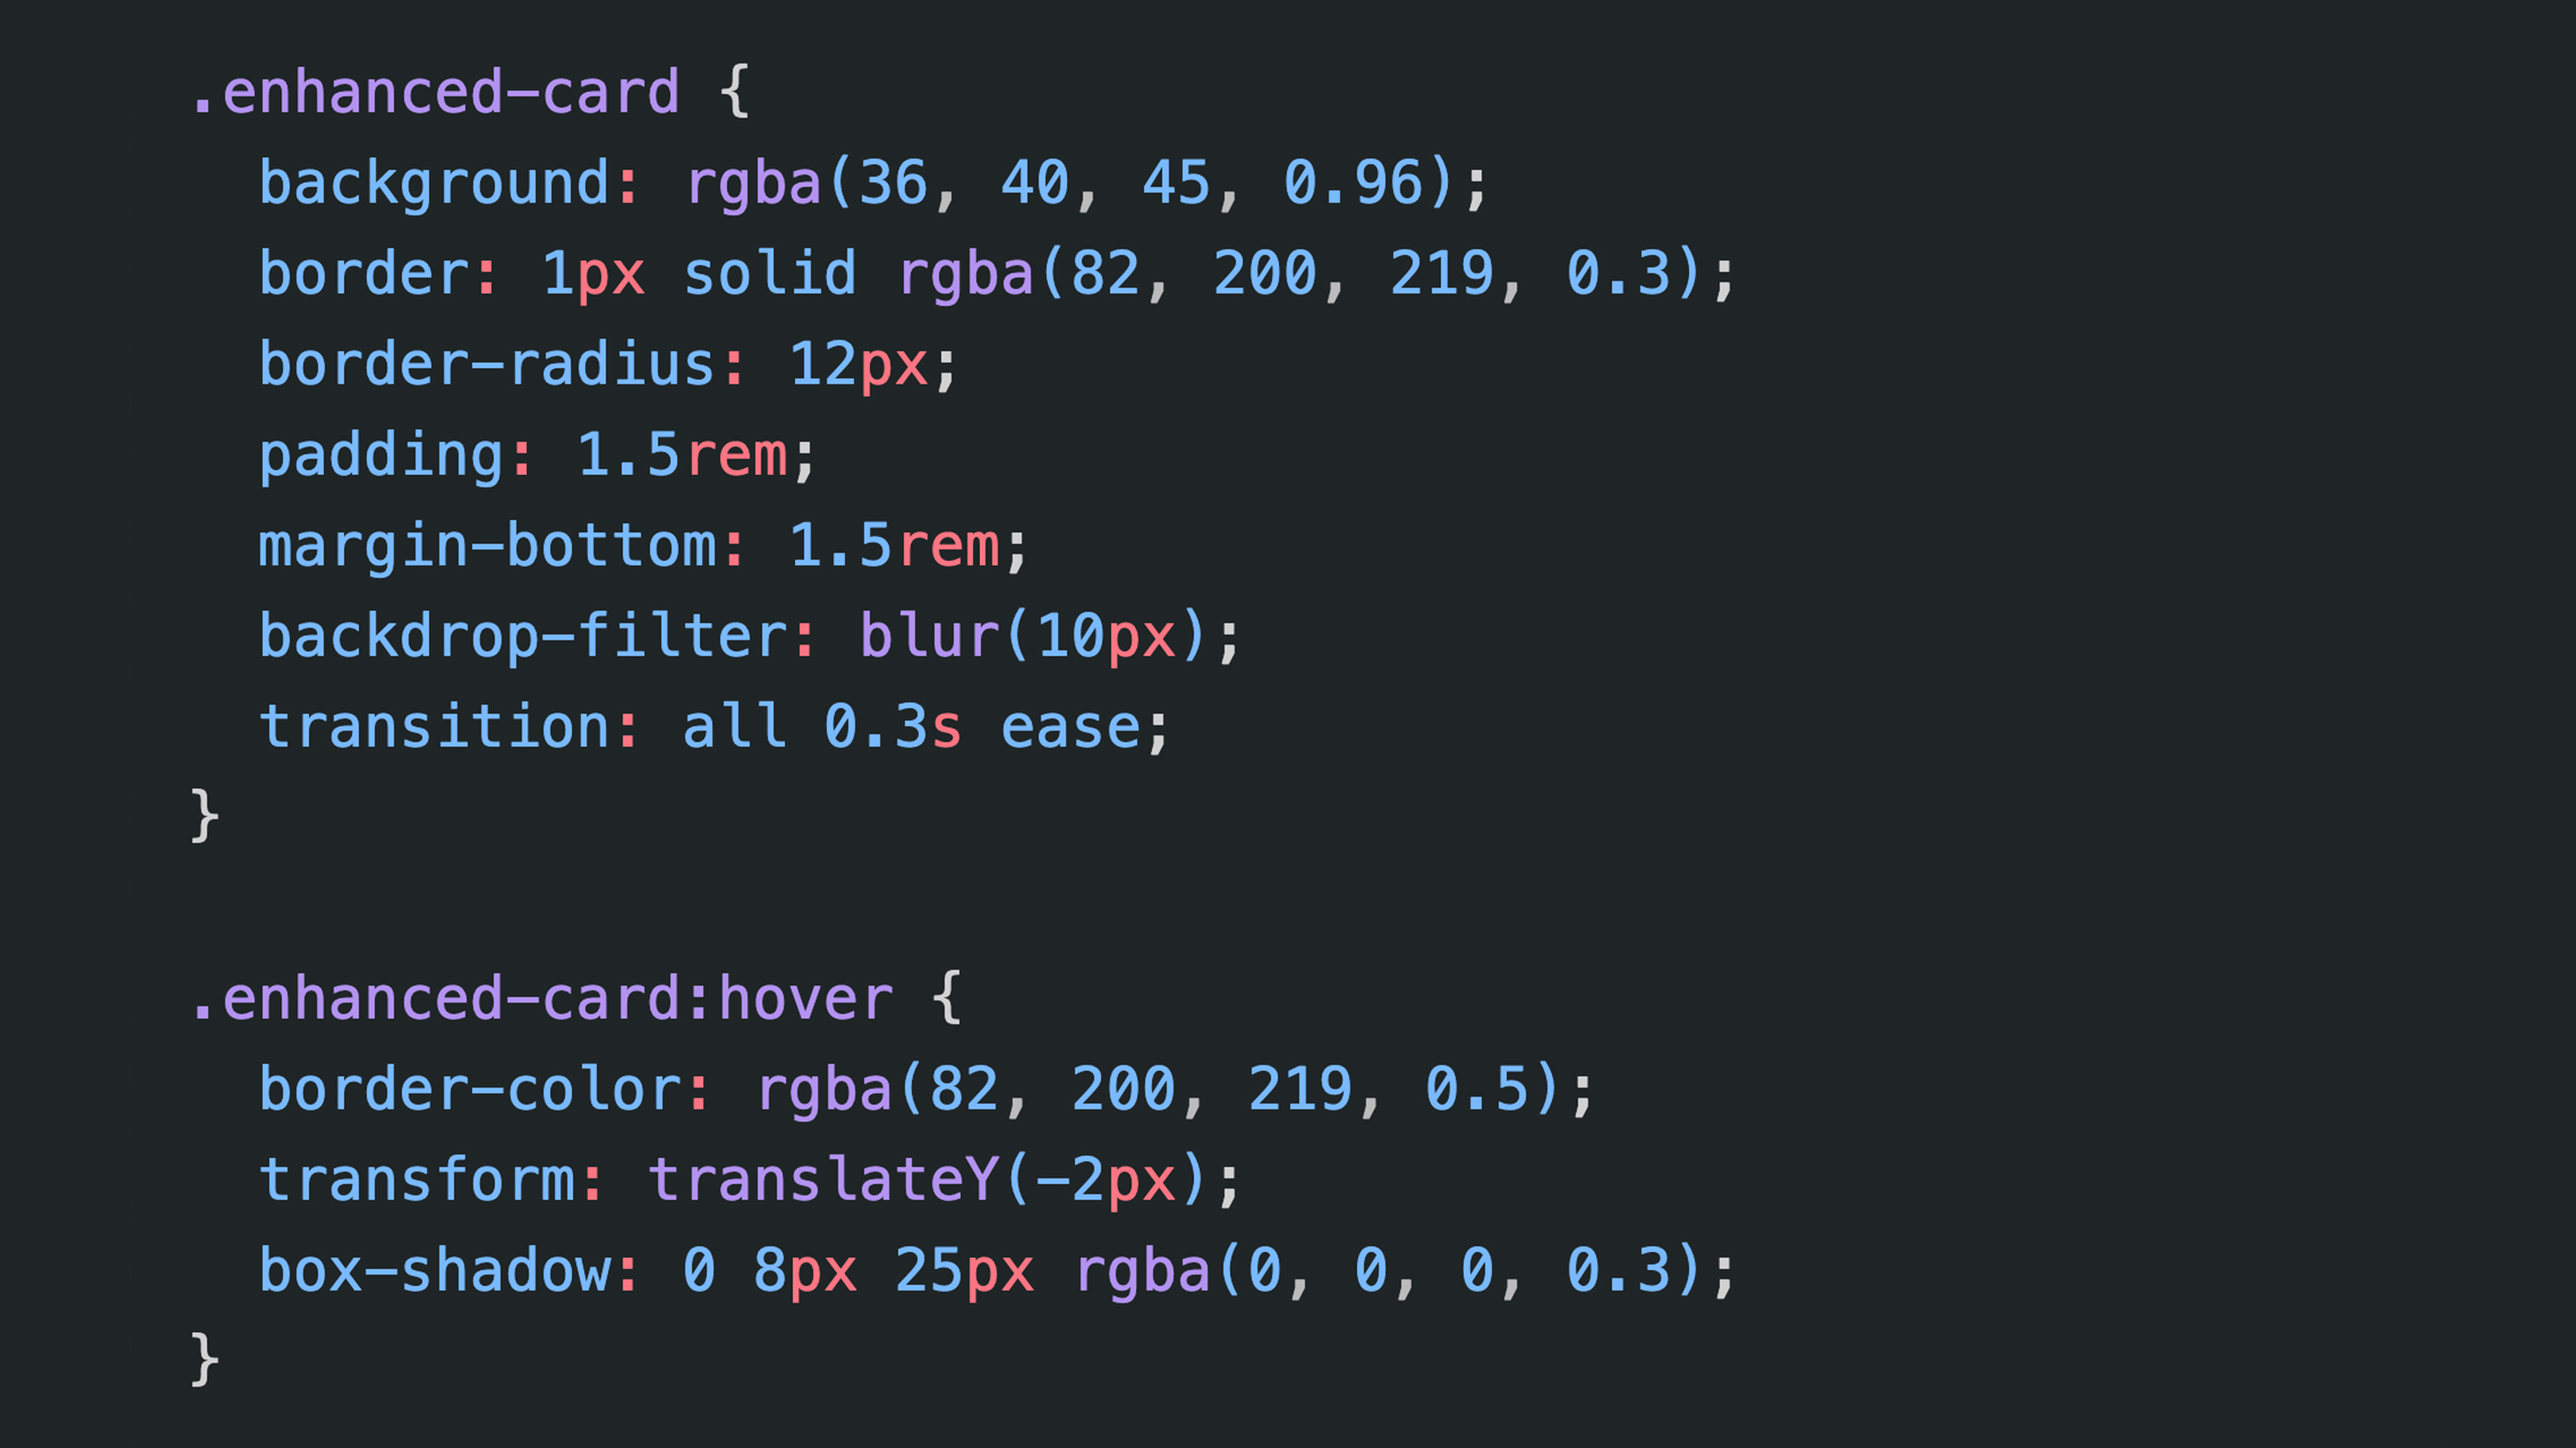 .enhanced-card {
  background: rgba(36, 40, 45, 0.96);
  border: 1px solid rgba(82, 200, 219, 0.3);
  border-radius: 12px;
  padding: 1.5rem;
  margin-bottom: 1.5rem;
  backdrop-filter: blur(10px);
  transition: all 0.3s ease;
}

.enhanced-card:hover {
  border-color: rgba(82, 200, 219, 0.5);
  transform: translateY(-2px);
  box-shadow: 0 8px 25px rgba(0, 0, 0, 0.3);
}